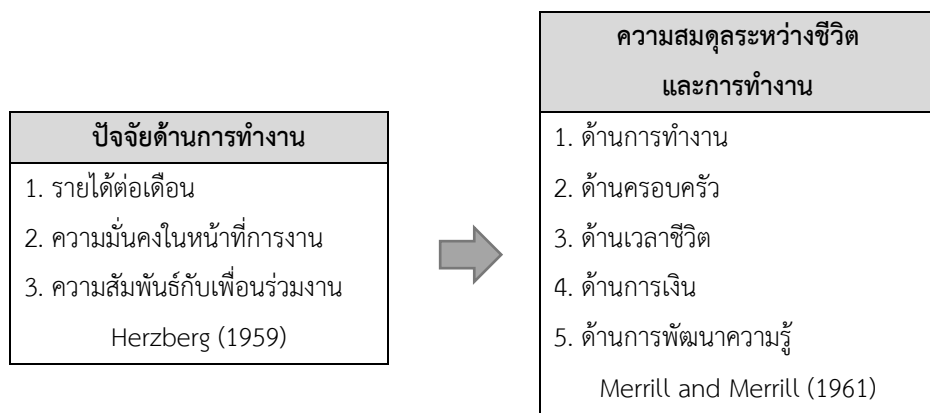 ปัจจัยด้านการทำงาน
1. รายได้ต่อเดือน
2. ความมั่นคงในหน้าที่การงาน
3. ความสัมพันธ์กับเพื่อนร่วมงาน
Herzberg (1959)
ความสมดุลระหว่างชีวิต
และการทำงาน
1. ด้านการทำงาน
2. ด้านครอบครัว
3. ด้านเวลาชีวิต
4. ด้านการเงิน
5. ด้านการพัฒนาความรู้
Merrill and Merrill (1961)